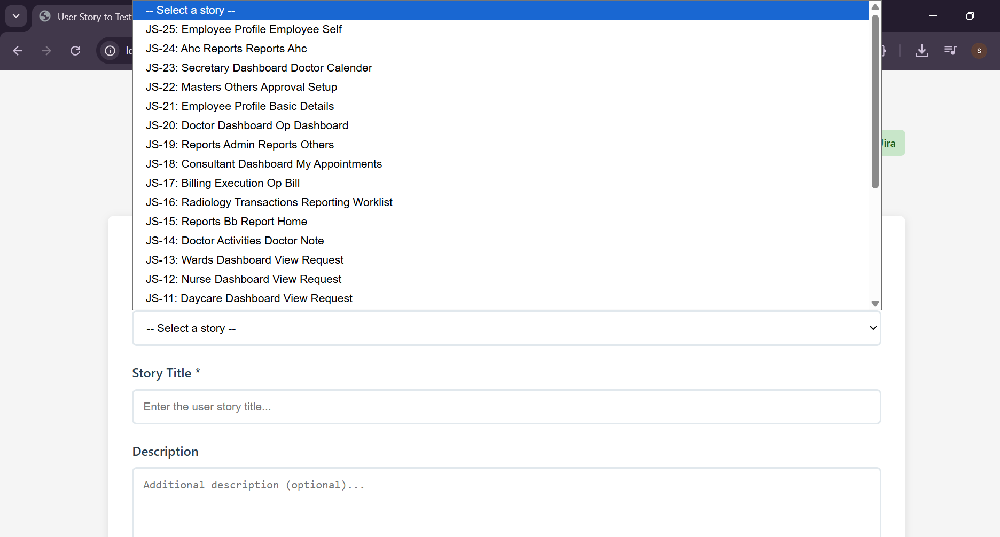 User Story to Tests
-- Select a story --
JS-25: Employee Profile Employee Self
JS-24: Ahc Reports Reports Ahc
JS-23: Secretary Dashboard Doctor Calender
JS-22: Masters Others Approval Setup
JS-21: Employee Profile Basic Details
JS-20: Doctor Dashboard Op Dashboard
JS-19: Reports Admin Reports Others
JS-18: Consultant Dashboard My Appointments
JS-17: Billing Execution Op Bill
JS-16: Radiology Transactions Reporting Worklist
JS-15: Reports Bb Report Home
JS-14: Doctor Activities Doctor Note
JS-13: Wards Dashboard View Request
JS-12: Nurse Dashboard View Request
JS-11: Daycare Dashboard View Request
S
Jira
-- Select a story --
Story Title *
Enter the user story title...
Description
Additional description (optional)...